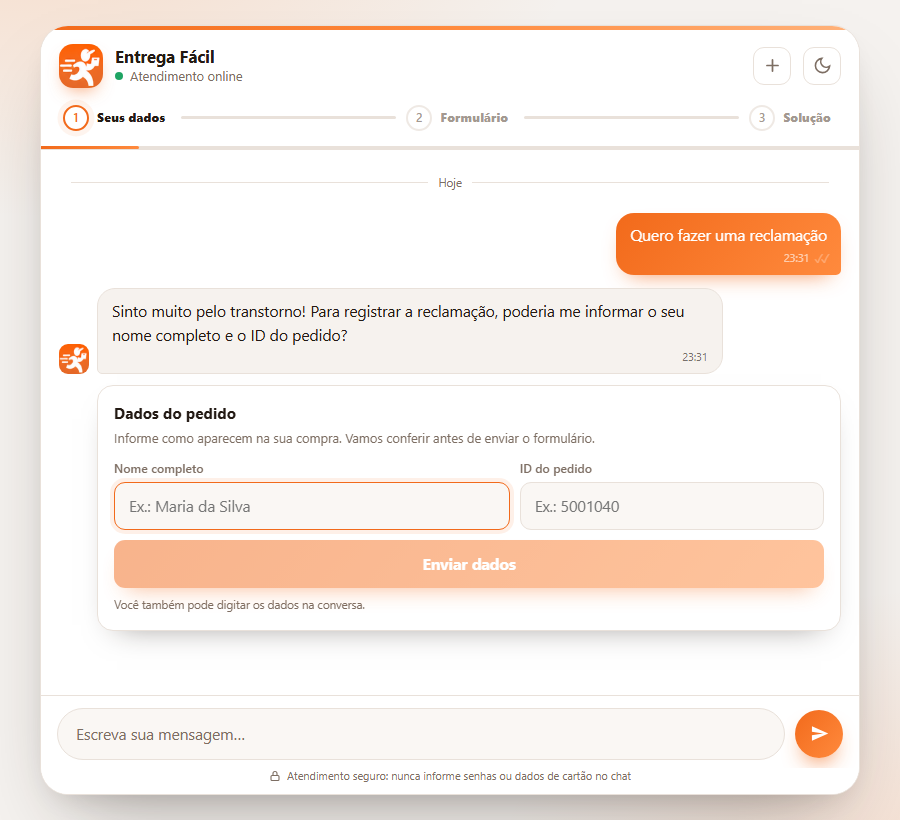 Entrega Fácil
Atendimento online
1 Seus dados 2 Formulário 3 Solução
Hoje
Quero fazer uma reclamação
23:31
Sinto muito pelo transtorno! Para registrar a reclamação, poderia me informar o seu
nome completo e o ID do pedido?
23:31
Dados do pedido
Informe como aparecem na sua compra. Vamos conferir antes de enviar o formulário.
Nome completo ID do pedido
Ex.: Maria da Silva Ex.: 5001040
Enviar dados
Você também pode digitar os dados na conversa.
Escreva sua mensagem...
Atendimento seguro: nunca informe senhas ou dados de cartão no chat